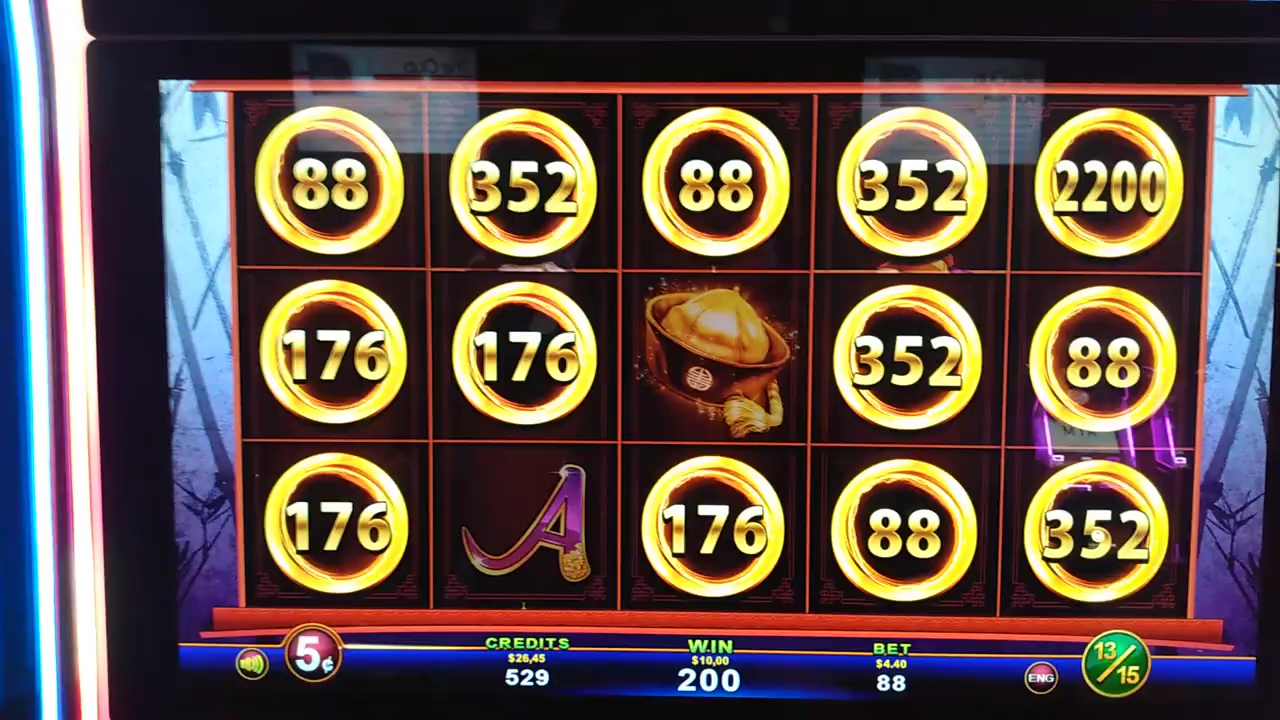 88 352 88 352 2200
176 176 352 88
176 A 176 88 352
5¢
CREDITS
$26,45
529
WIN
$10,00
200
BET
$4.40
88
ENG
13/15